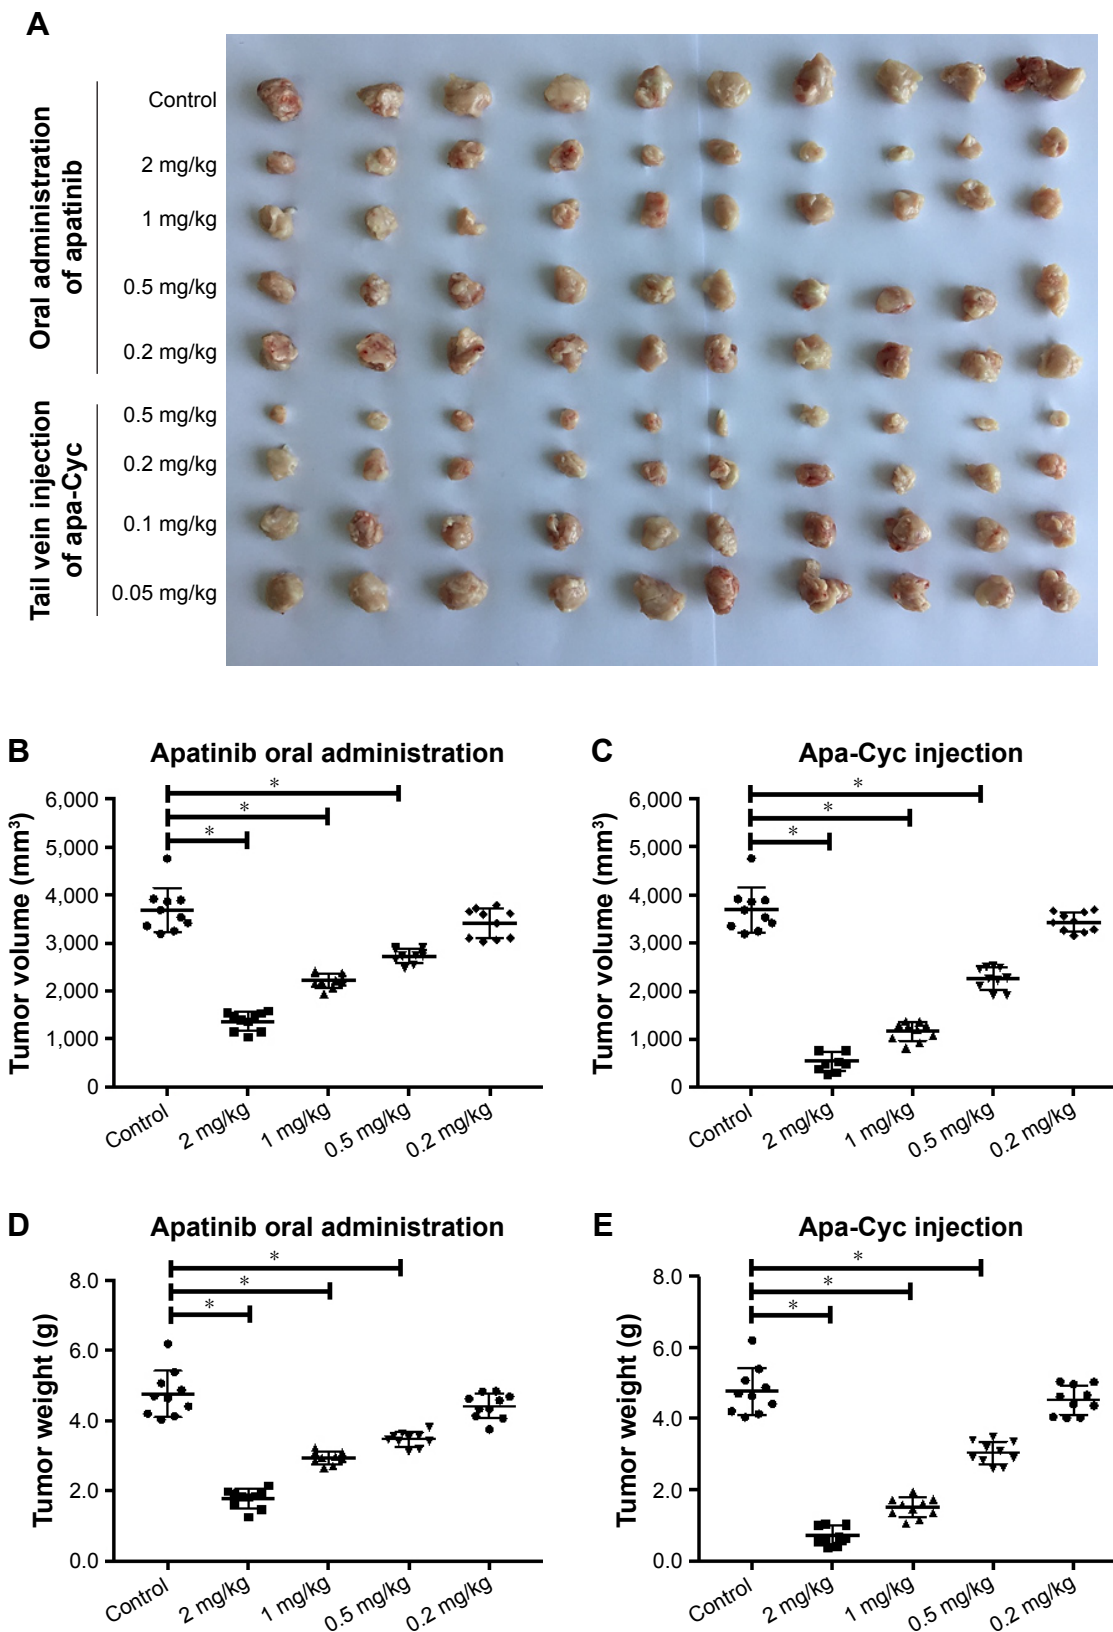 A
Oral administration
of apatinib
Control
2 mg/kg
1 mg/kg
0.5 mg/kg
0.2 mg/kg
Tail vein injection
of apa-Cyc
0.5 mg/kg
0.2 mg/kg
0.1 mg/kg
0.05 mg/kg
B
Apatinib oral administration
Tumor volume (mm³)
6,000
5,000
4,000
3,000
2,000
1,000
0
*
*
*
Control
2 mg/kg
1 mg/kg
0.5 mg/kg
0.2 mg/kg
C
Apa-Cyc injection
Tumor volume (mm³)
6,000
5,000
4,000
3,000
2,000
1,000
0
*
*
*
Control
2 mg/kg
1 mg/kg
0.5 mg/kg
0.2 mg/kg
D
Apatinib oral administration
Tumor weight (g)
8.0
6.0
4.0
2.0
0.0
*
*
*
Control
2 mg/kg
1 mg/kg
0.5 mg/kg
0.2 mg/kg
E
Apa-Cyc injection
Tumor weight (g)
8.0
6.0
4.0
2.0
0.0
*
*
*
Control
2 mg/kg
1 mg/kg
0.5 mg/kg
0.2 mg/kg